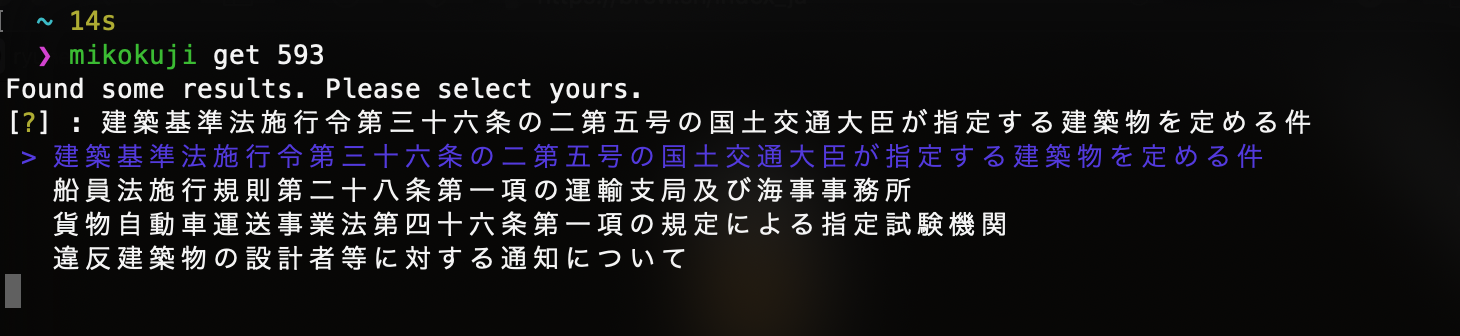 ~ 14s
❯ mikokuji get 593
Found some results. Please select yours.
[?] : 建築基準法施行令第三十六条の二第五号の国土交通大臣が指定する建築物を定める件
> 建築基準法施行令第三十六条の二第五号の国土交通大臣が指定する建築物を定める件
船員法施行規則第二十八条第一項の運輸支局及び海事事務所
貨物自動車運送事業法第四十六条第一項の規定による指定試験機関
違反建築物の設計者等に対する通知について